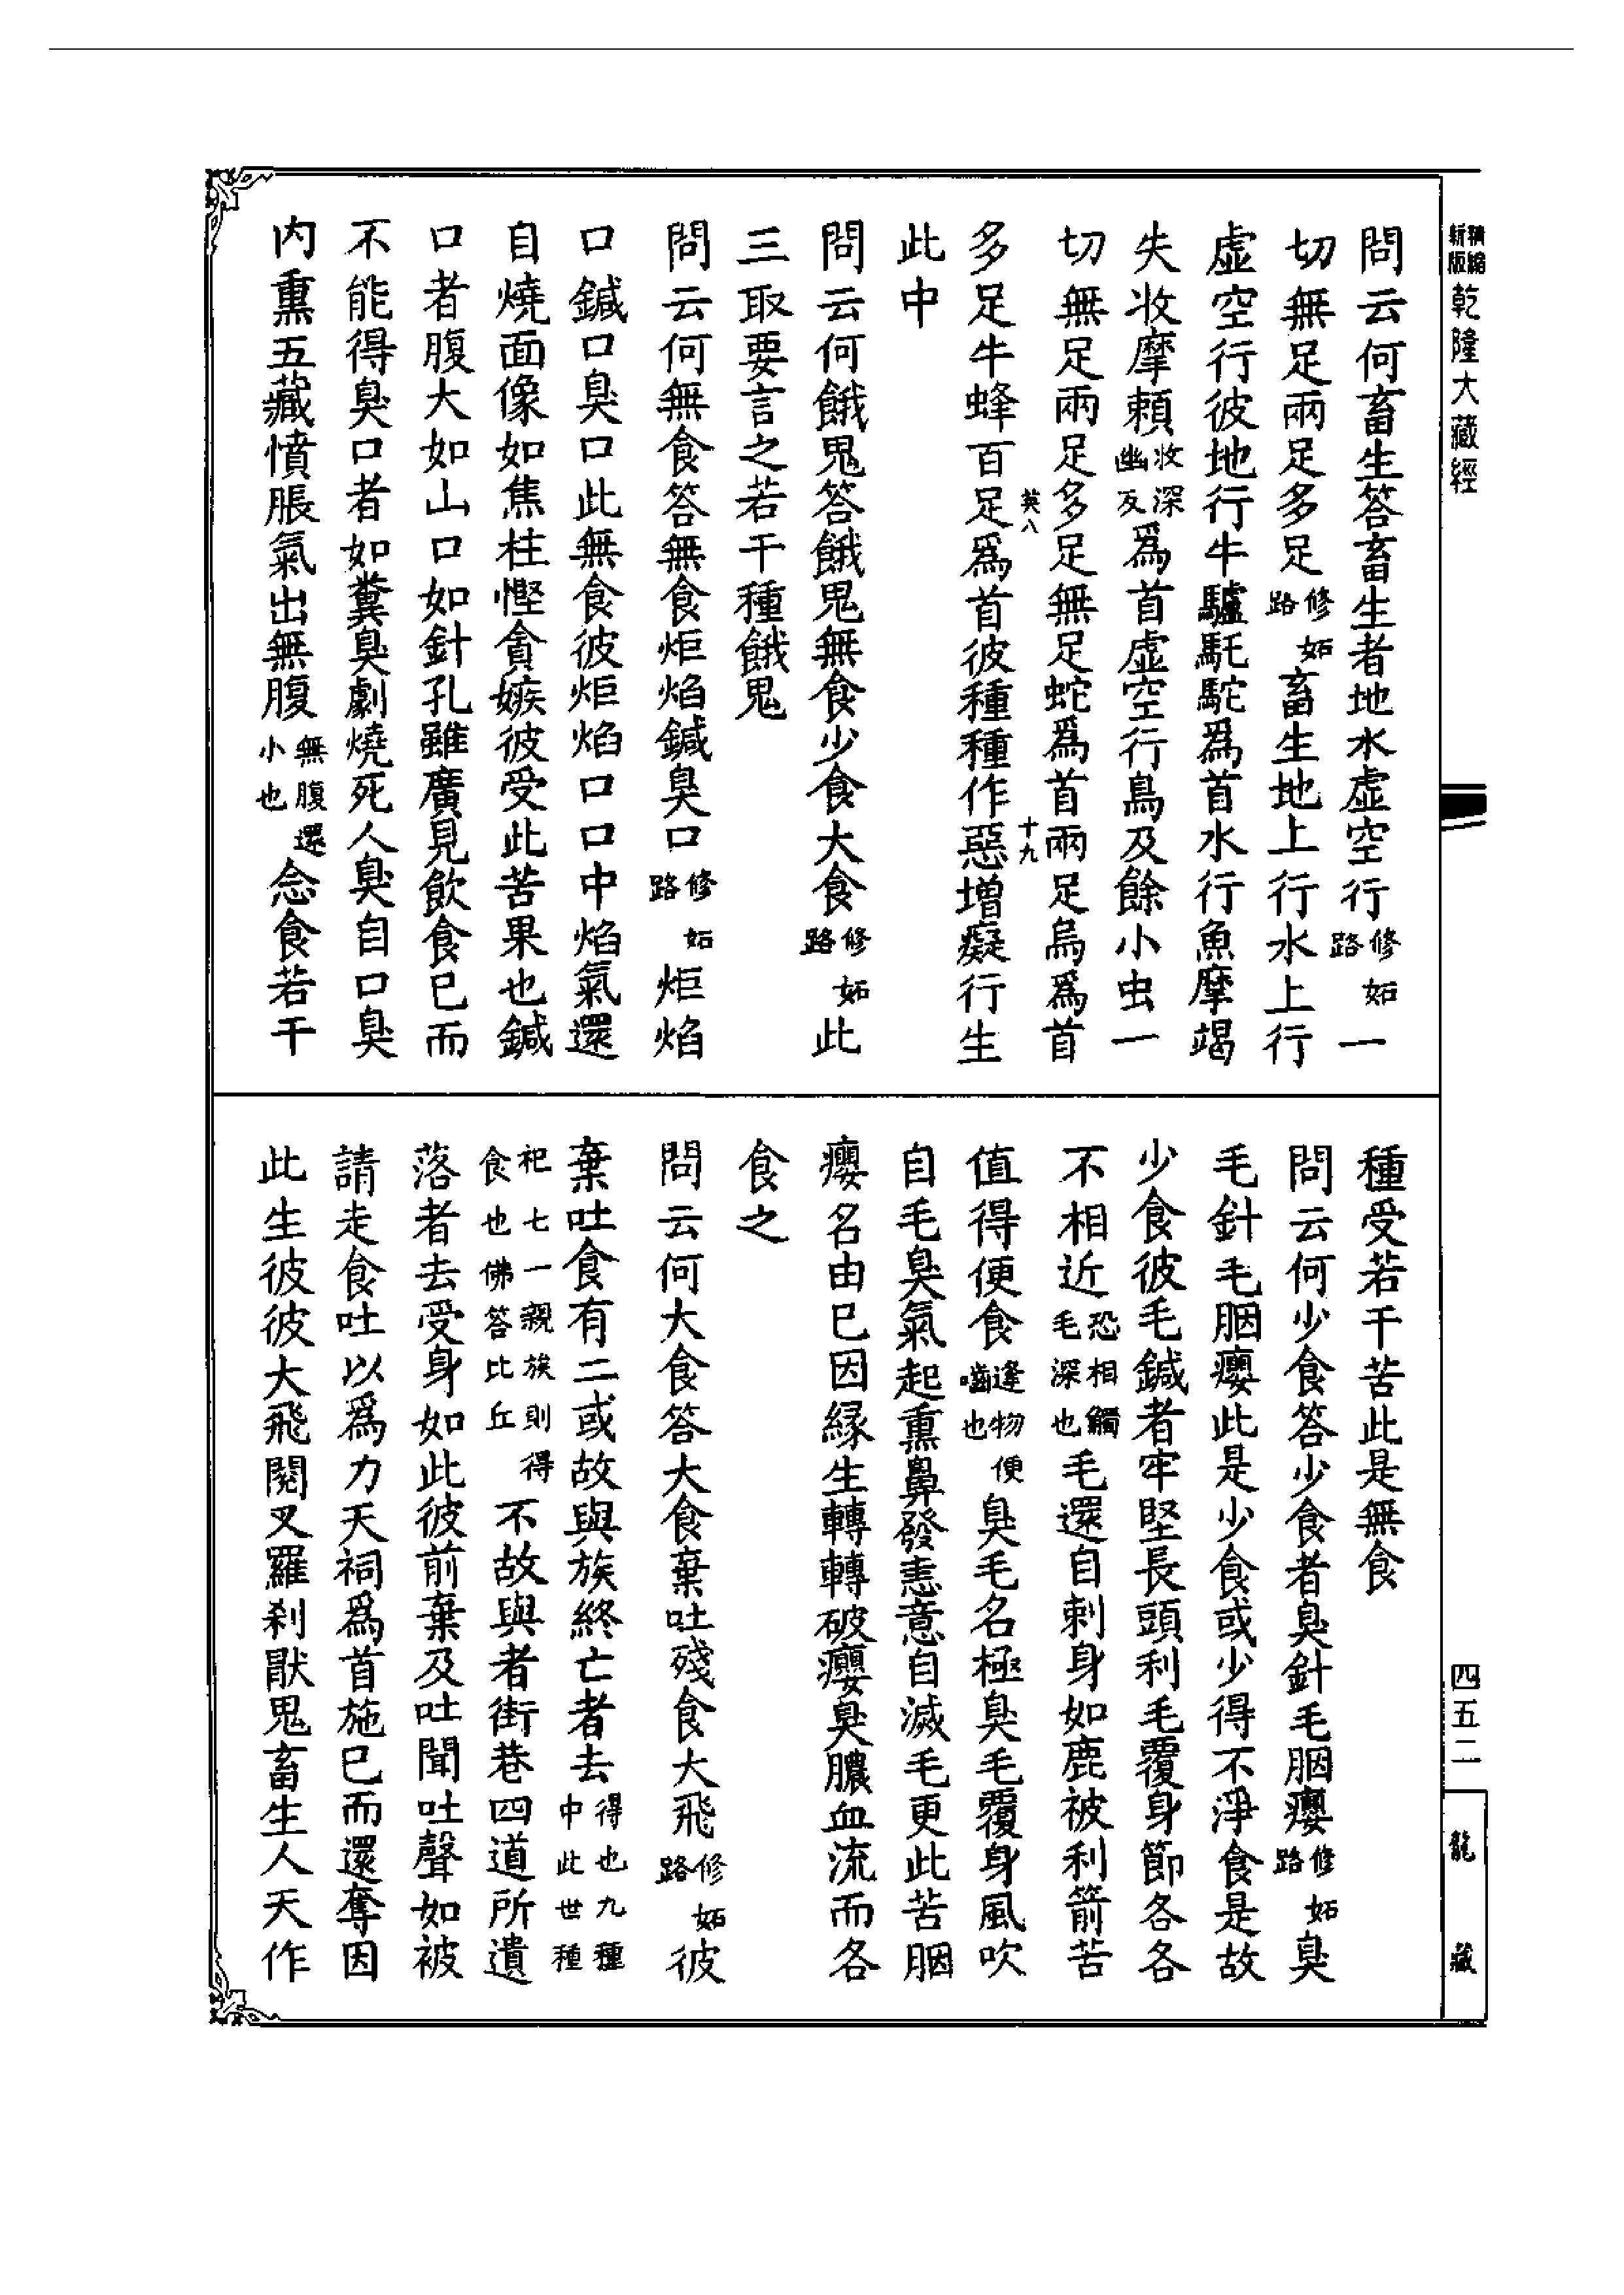 新版精縮乾隆大藏經
四五二
龍藏
問云何畜生答畜生者地水虛空行修妬路一
切無足兩足多足修妬路畜生地上行水上行
虛空行彼地行牛驢馲駝爲首水行魚摩竭
失收摩賴收深幽反爲首虛空行鳥及餘小虫一
切無足兩足多足無足蛇爲首兩足烏爲首
英八
十九
多足牛蜂百足爲首彼種種作惡增癡行生
此中
問云何餓鬼答餓鬼無食少食大食修妬路此
三取要言之若干種餓鬼
問云何無食答無食炬焰鍼臭口修妬路炬焰
口鍼口臭口此無食彼炬焰口口中焰氣還
自燒面像如焦柱慳貪嫉彼受此苦果也鍼
口者腹大如山口如針孔雖廣見飲食已而
不能得臭口者如糞臭劇燒死人臭自口臭
内熏五藏憤脹氣出無腹無腹小也還念食若干
種受若干苦此是無食
問云何少食答少食者臭針毛胭癭修妬路臭
毛針毛胭癭此是少食或少得不淨食是故
少食彼毛鍼者牢堅長頭利毛覆身節各各
不相近恐相觸毛深也毛還自刺身如鹿被利箭苦
值得便食逢物便嚙也臭毛名極臭毛覆身風吹
自毛臭氣起熏鼻發恚意自滅毛更此苦胭
癭名由已因緣生轉轉破癭臭膿血流而各
食之
問云何大食答大食棄吐殘食大飛修妬路彼
棄吐食有二或故與族終亡者去得也九種中此世種
祀七一親族則得食也佛答比丘不故與者街巷四道所遺
落者去受身如此彼前棄及吐聞吐聲如被
請走食吐以爲力天祠爲首施已而還奪因
此生彼彼大飛閱叉羅刹猒鬼畜生人天作